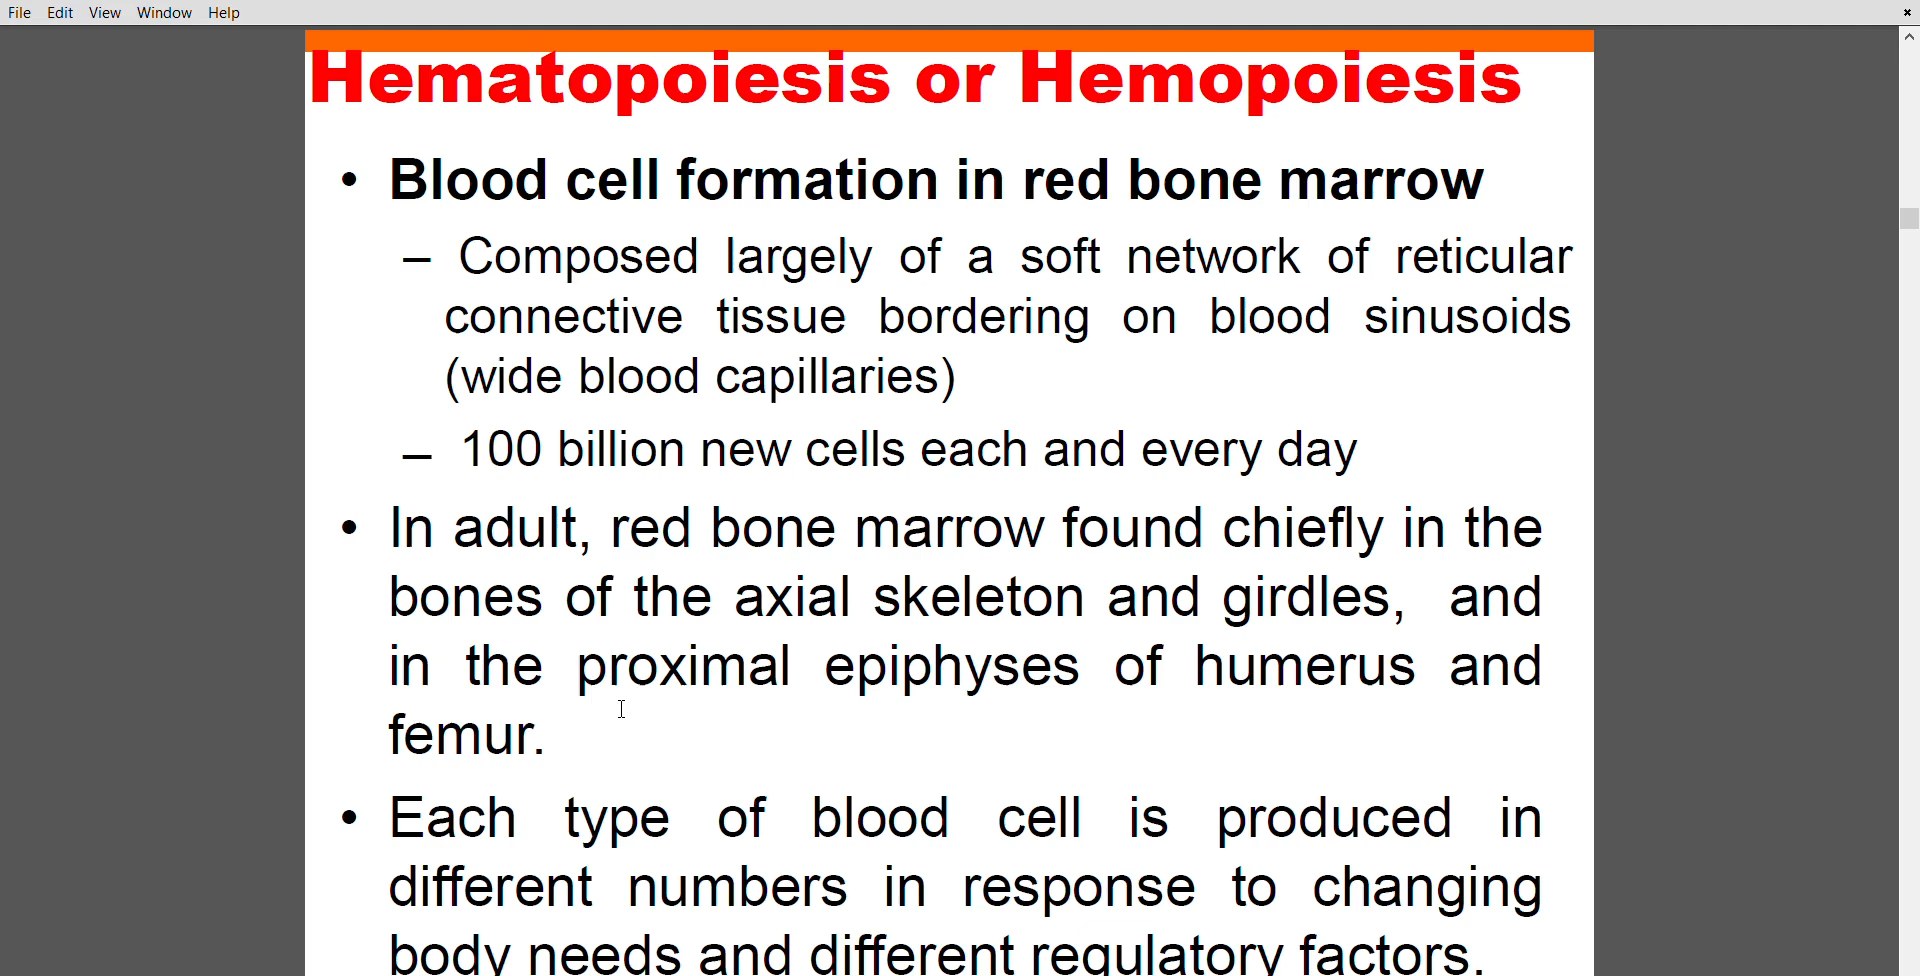 File Edit View Window Help
Hematopoiesis or Hemopoiesis
• Blood cell formation in red bone marrow
– Composed largely of a soft network of reticular
connective tissue bordering on blood sinusoids
(wide blood capillaries)
– 100 billion new cells each and every day
• In adult, red bone marrow found chiefly in the
bones of the axial skeleton and girdles, and
in the proximal epiphyses of humerus and
femur.
• Each type of blood cell is produced in
different numbers in response to changing
body needs and different regulatory factors.